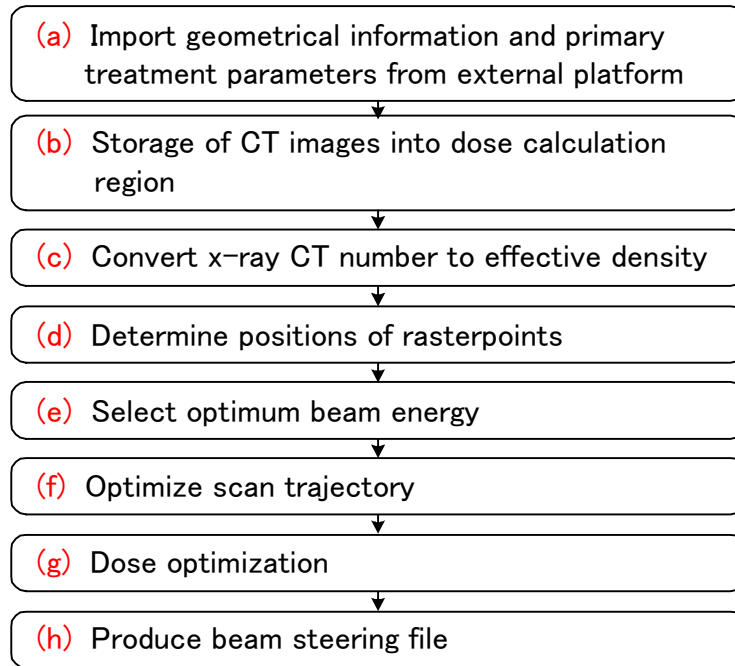 (a) Import geometrical information and primary
treatment parameters from external platform
(b) Storage of CT images into dose calculation
region
(c) Convert x-ray CT number to effective density
(d) Determine positions of rasterpoints
(e) Select optimum beam energy
(f) Optimize scan trajectory
(g) Dose optimization
(h) Produce beam steering file